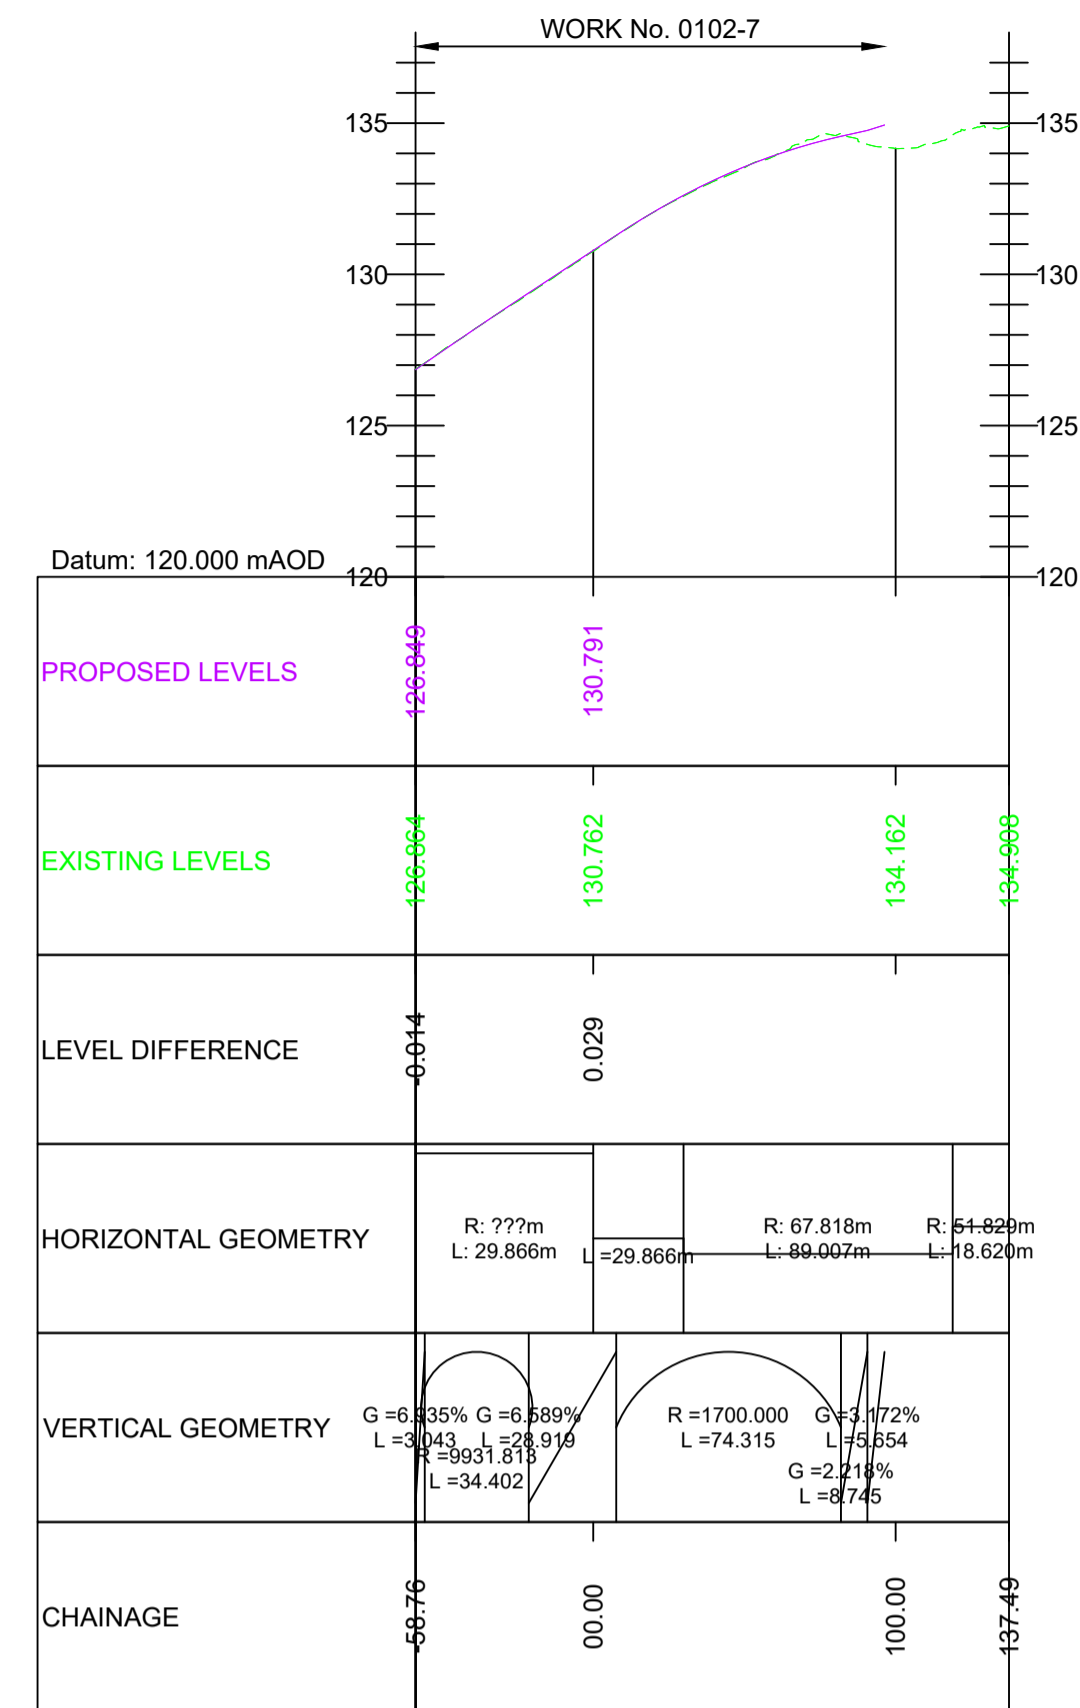 WORK No. 0102-7
135
135
130
130
125
125
Datum: 120.000 mAOD
120
120
PROPOSED LEVELS
126.849
130.791
EXISTING LEVELS
126.864
130.762
134.162
134.908
LEVEL DIFFERENCE
-0.014
0.029
HORIZONTAL GEOMETRY
R: ???m
L: 29.866m
L =29.866m
R: 67.818m
L: 89.007m
R: 51.829m
L: 18.620m
VERTICAL GEOMETRY
G =6.935%
L =3.043
R =9931.813
L =34.402
G =6.589%
L =28.919
R =1700.000
L =74.315
G =2.218%
L =8.745
G =3.172%
L =5.654
CHAINAGE
-58.76
00.00
100.00
137.49